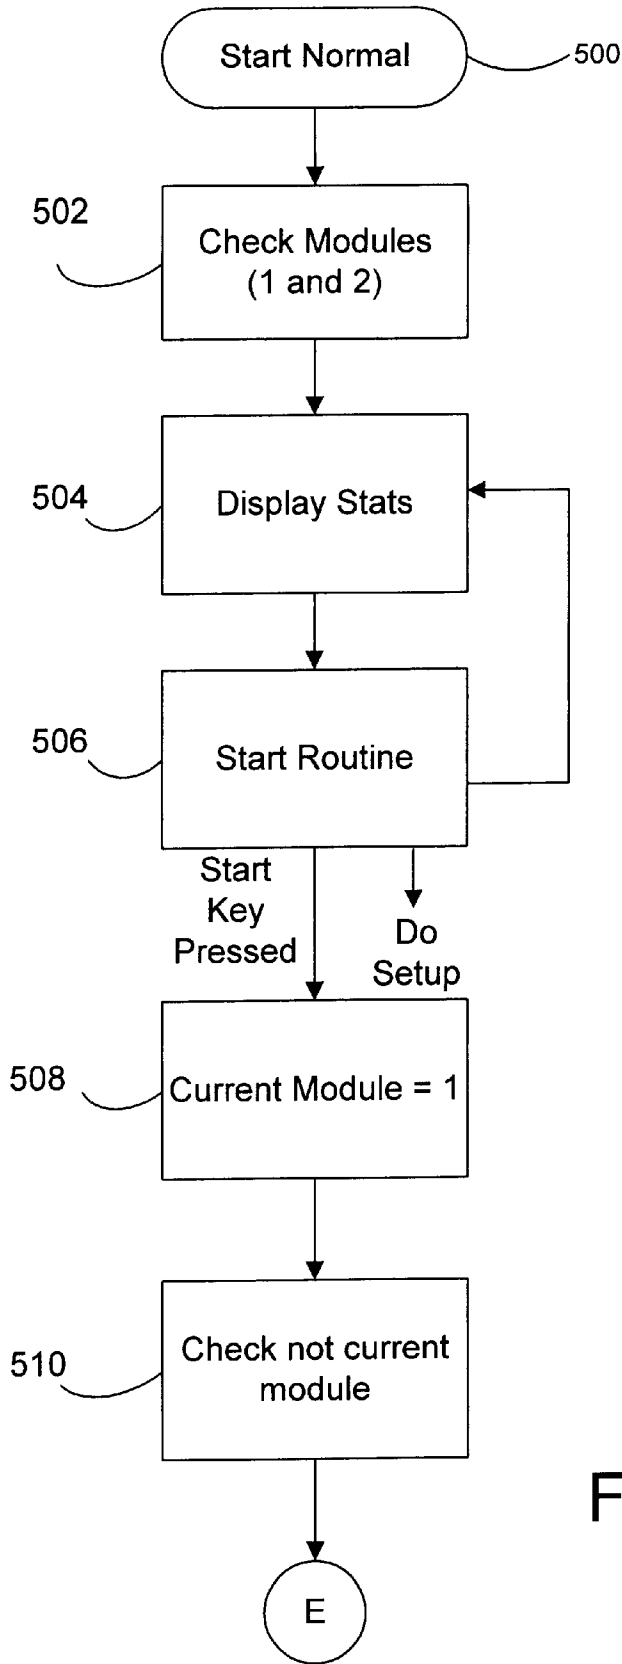 Start Normal
500
502
Check Modules
(1 and 2)
504
Display Stats
506
Start Routine
Start
Key
Pressed
Do
Setup
508
Current Module = 1
510
Check not current
module
F
E